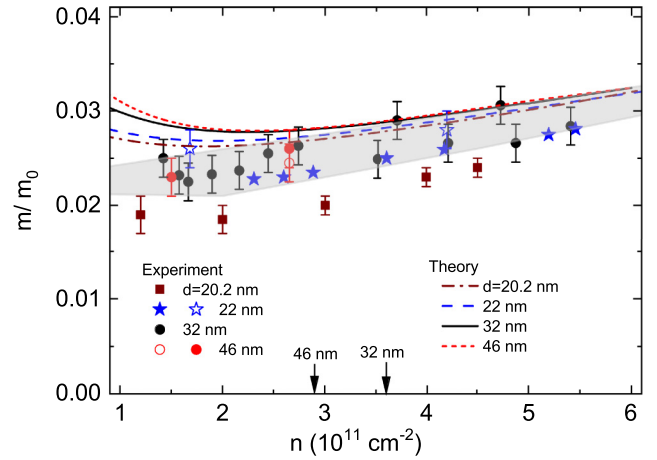 0.04
0.03
0.02
0.01
0.00
m/ m0
Experiment
d=20.2 nm
22 nm
32 nm
46 nm
Theory
d=20.2 nm
22 nm
32 nm
46 nm
46 nm
32 nm
1 2 3 4 5 6
n (10^11 cm^-2)